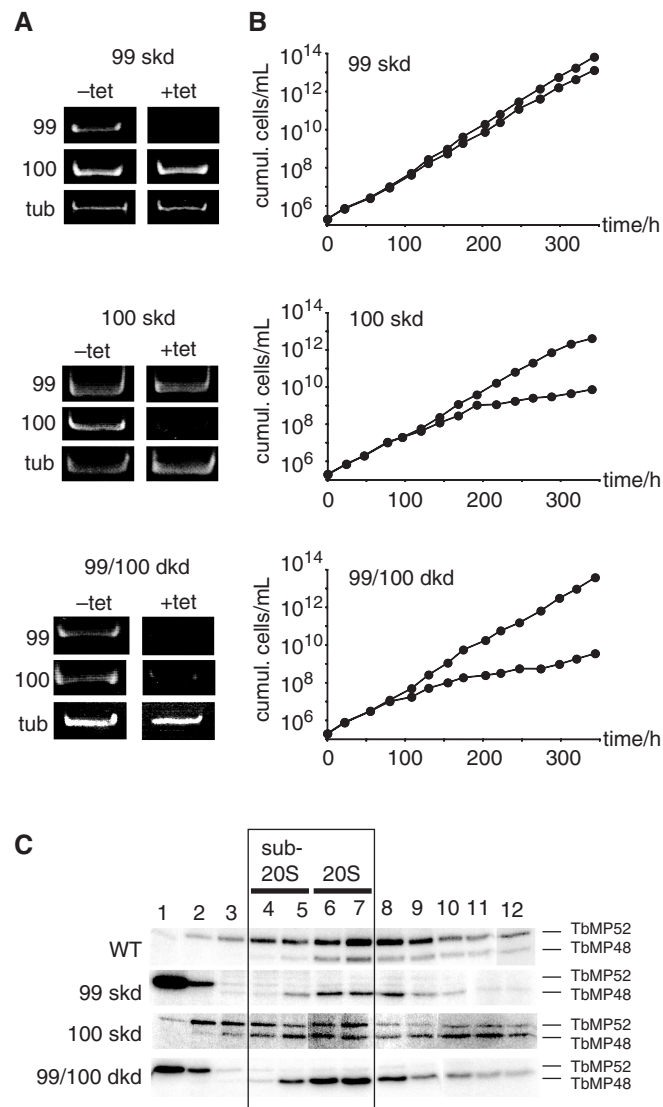 A
99 skd
–tet +tet
99
100
tub
100 skd
–tet +tet
99
100
tub
99/100 dkd
–tet +tet
99
100
tub
B
99 skd
cumul. cells/mL
10^14
10^12
10^10
10^8
10^6
0 100 200 300
time/h
100 skd
cumul. cells/mL
10^14
10^12
10^10
10^8
10^6
0 100 200 300
time/h
99/100 dkd
cumul. cells/mL
10^14
10^12
10^10
10^8
10^6
0 100 200 300
time/h
C
sub-
20S 20S
1 2 3 4 5 6 7 8 9 10 11 12
WT
TbMP52
TbMP48
99 skd
TbMP52
TbMP48
100 skd
TbMP52
TbMP48
99/100 dkd
TbMP52
TbMP48